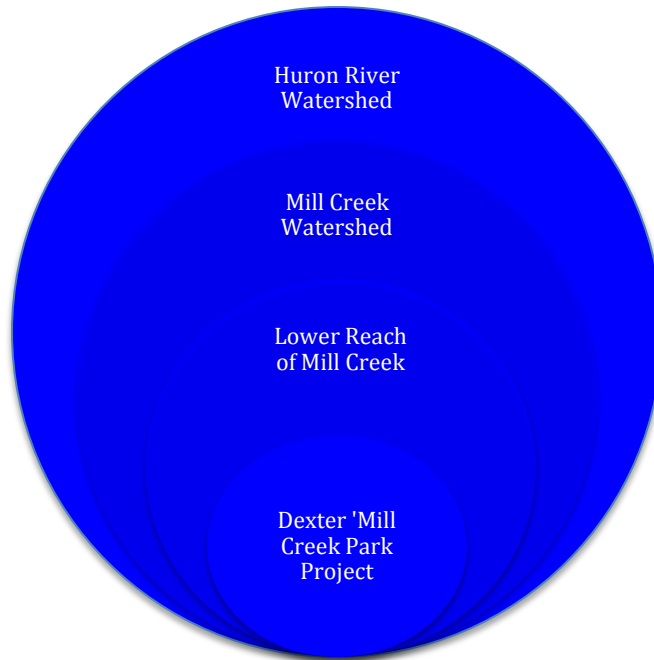 Huron River
Watershed
Mill Creek
Watershed
Lower Reach
of Mill Creek
Dexter 'Mill
Creek Park
Project